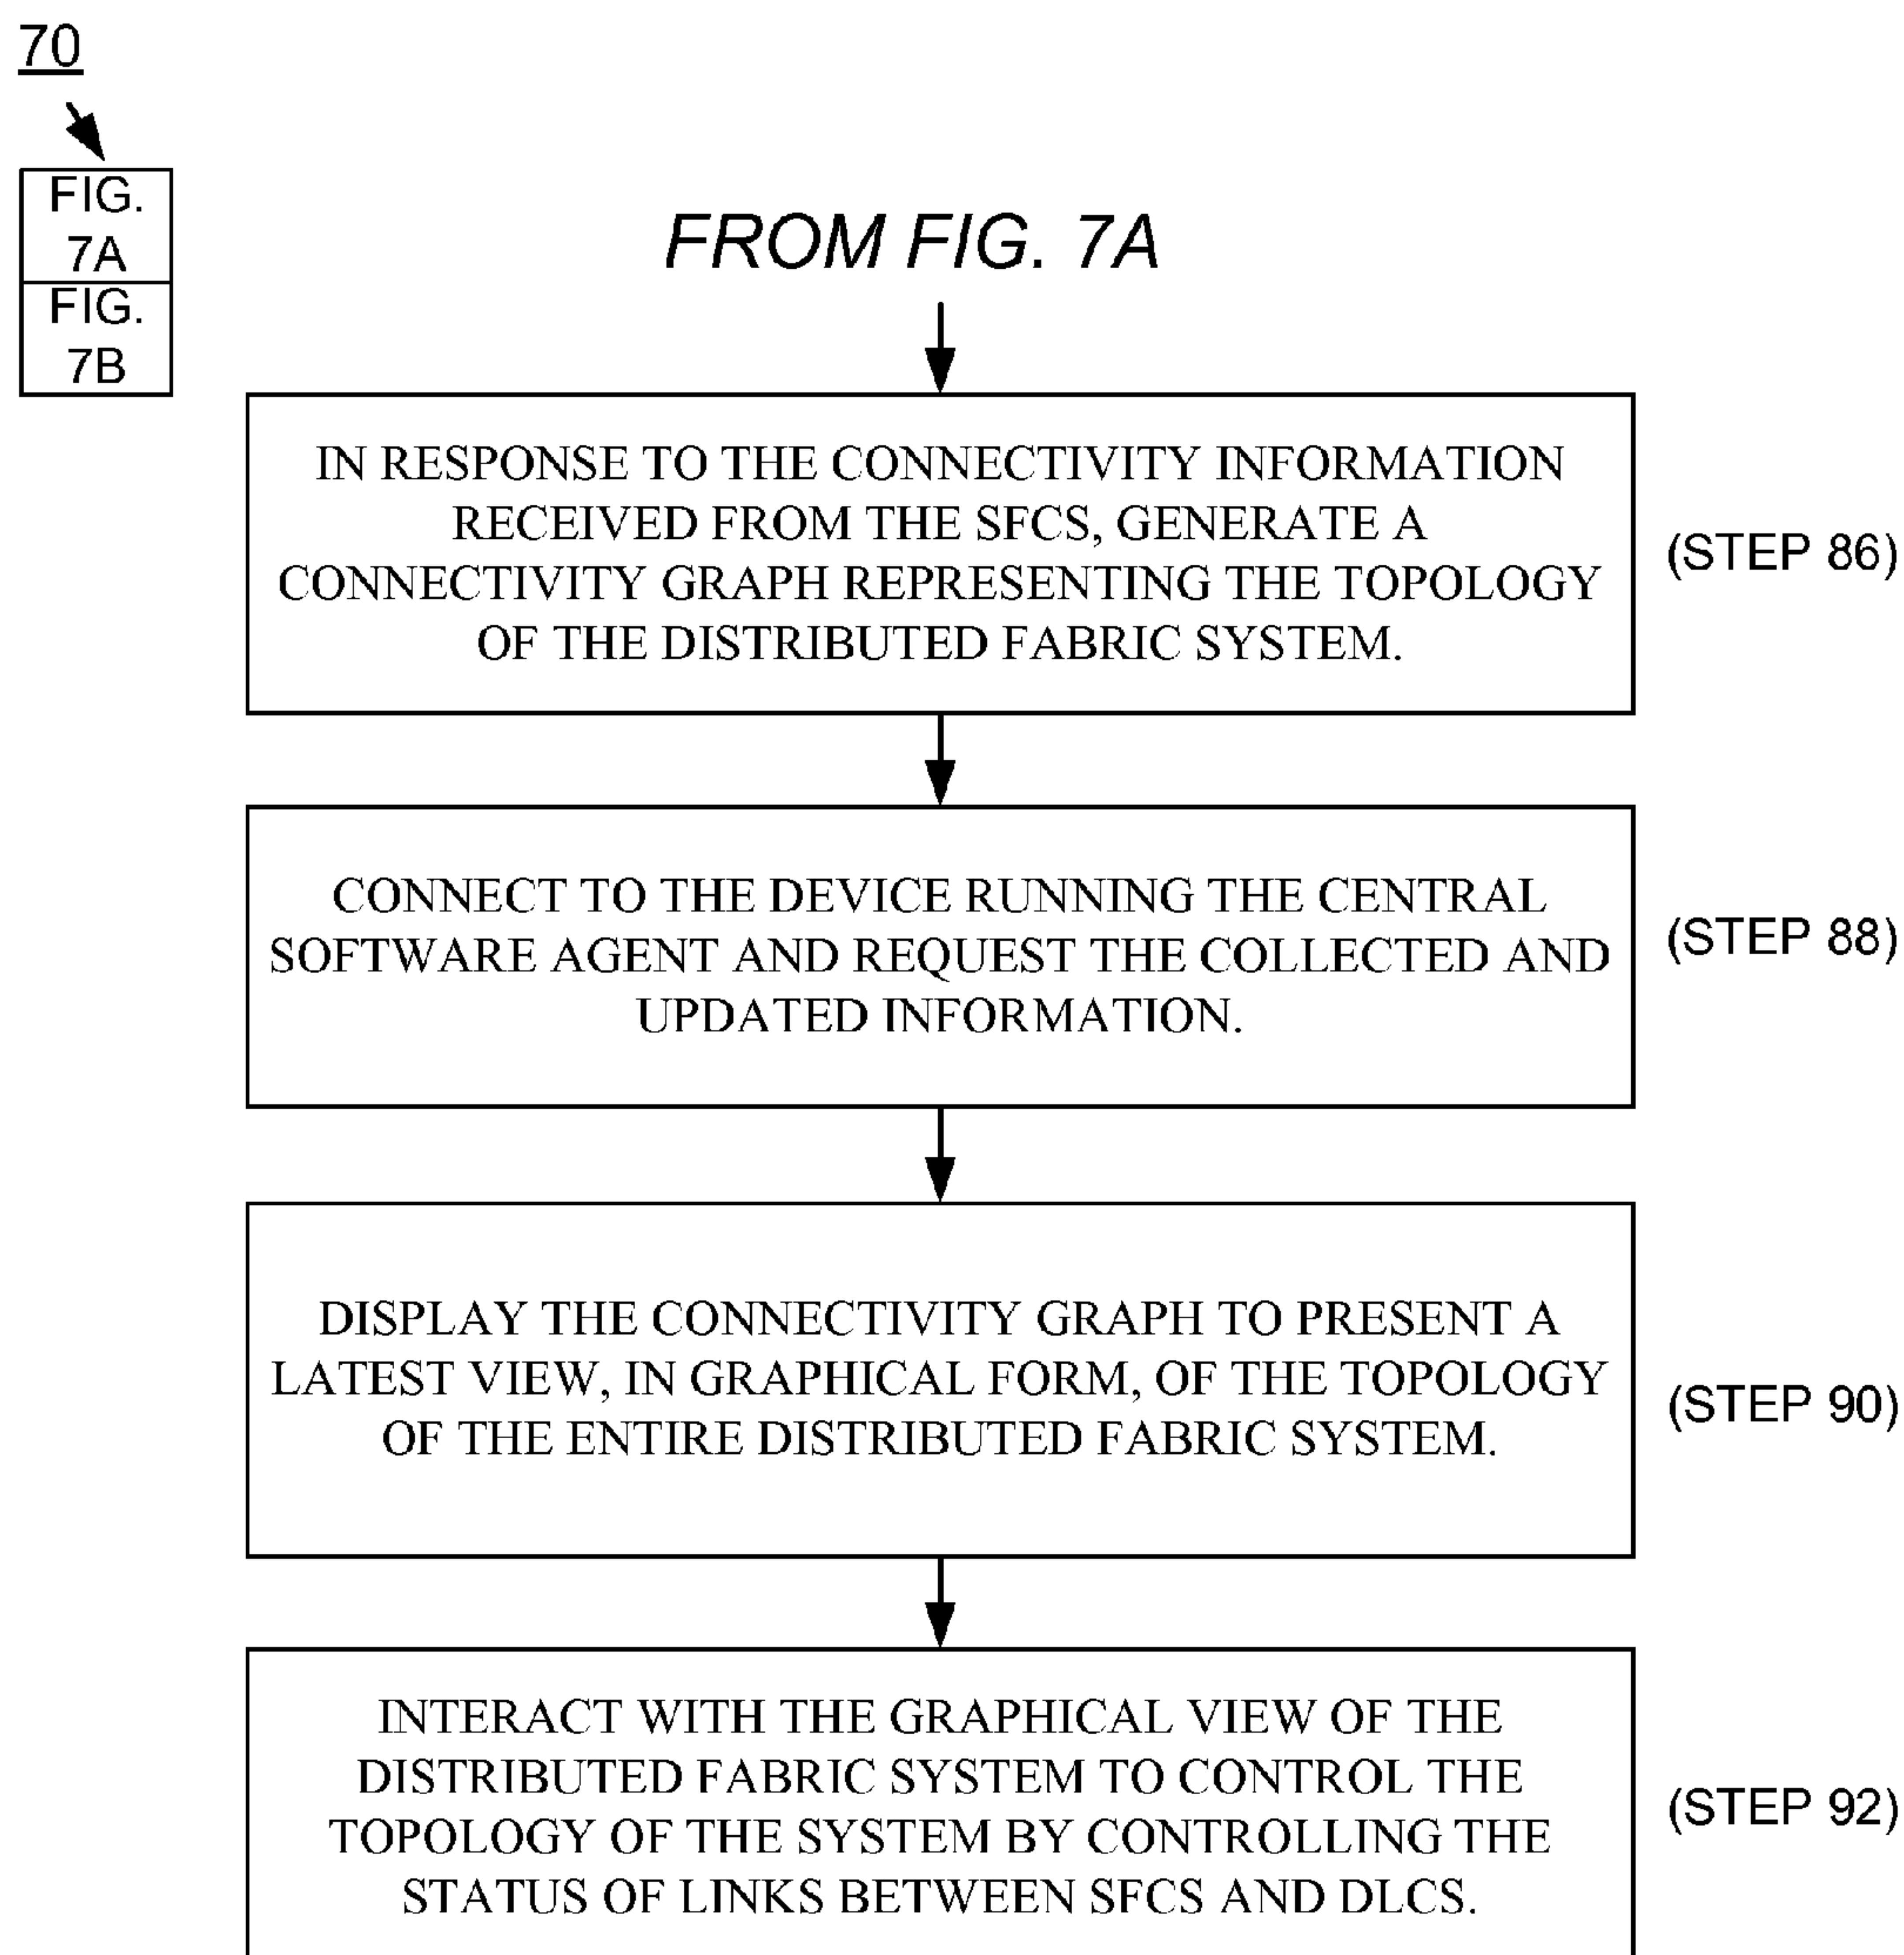 70
FIG.
7A
FIG.
7B
FROM FIG. 7A
IN RESPONSE TO THE CONNECTIVITY INFORMATION
RECEIVED FROM THE SFCS, GENERATE A
CONNECTIVITY GRAPH REPRESENTING THE TOPOLOGY
OF THE DISTRIBUTED FABRIC SYSTEM.
(STEP 86)
CONNECT TO THE DEVICE RUNNING THE CENTRAL
SOFTWARE AGENT AND REQUEST THE COLLECTED AND
UPDATED INFORMATION.
(STEP 88)
DISPLAY THE CONNECTIVITY GRAPH TO PRESENT A
LATEST VIEW, IN GRAPHICAL FORM, OF THE TOPOLOGY
OF THE ENTIRE DISTRIBUTED FABRIC SYSTEM.
(STEP 90)
INTERACT WITH THE GRAPHICAL VIEW OF THE
DISTRIBUTED FABRIC SYSTEM TO CONTROL THE
TOPOLOGY OF THE SYSTEM BY CONTROLLING THE
STATUS OF LINKS BETWEEN SFCS AND DLCS.
(STEP 92)